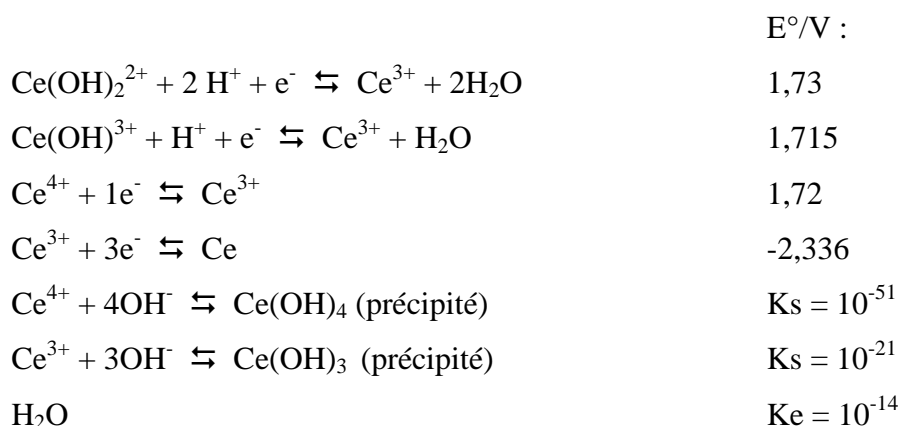 E°/V :
Ce(OH)₂²⁺ + 2 H⁺ + e⁻ ⇆ Ce³⁺ + 2H₂O 1,73
Ce(OH)³⁺ + H⁺ + e⁻ ⇆ Ce³⁺ + H₂O 1,715
Ce⁴⁺ + 1e⁻ ⇆ Ce³⁺ 1,72
Ce³⁺ + 3e⁻ ⇆ Ce -2,336
Ce⁴⁺ + 4OH⁻ ⇆ Ce(OH)₄ (précipité) Ks = 10⁻⁵¹
Ce³⁺ + 3OH⁻ ⇆ Ce(OH)₃ (précipité) Ks = 10⁻²¹
H₂O Ke = 10⁻¹⁴